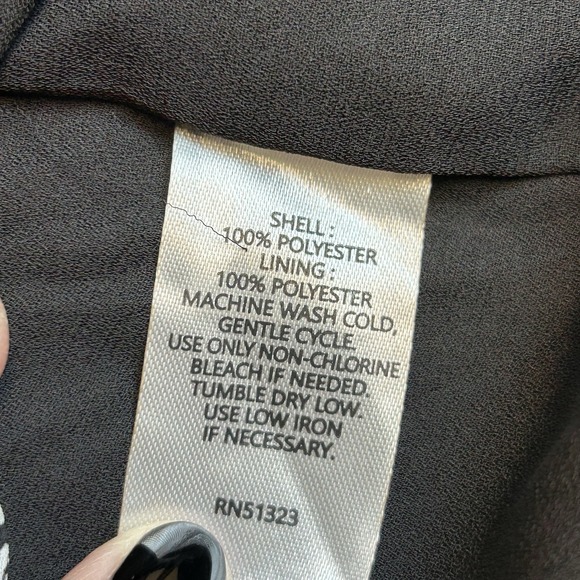 SHELL :
100% POLYESTER
LINING :
100% POLYESTER
MACHINE WASH COLD,
GENTLE CYCLE.
USE ONLY NON-CHLORINE
BLEACH IF NEEDED.
TUMBLE DRY LOW.
USE LOW IRON
IF NECESSARY.
RN51323